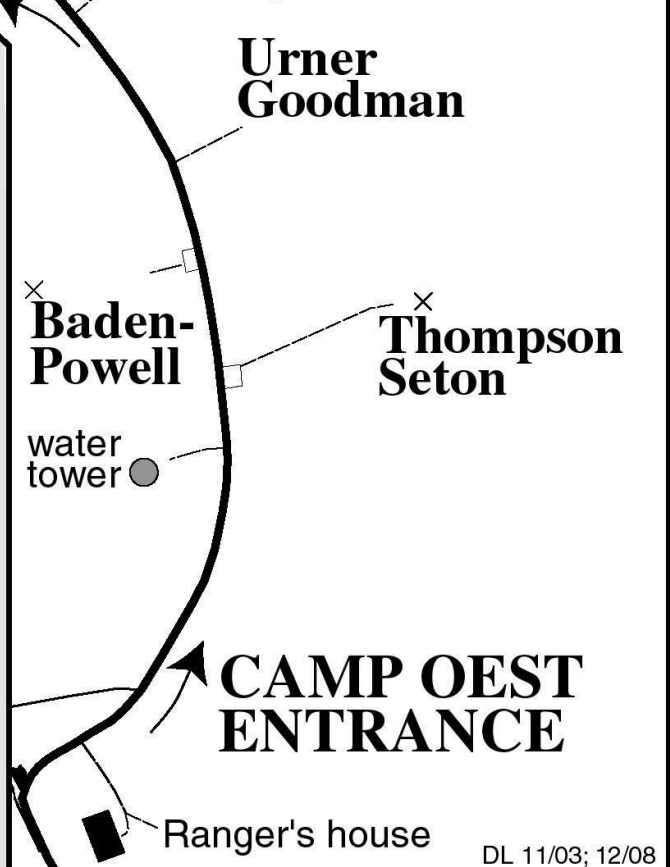 Urner
Goodman
Baden-
Powell
Thompson
Seton
water
tower
CAMP OEST
ENTRANCE
Ranger's house
DL 11/03; 12/08